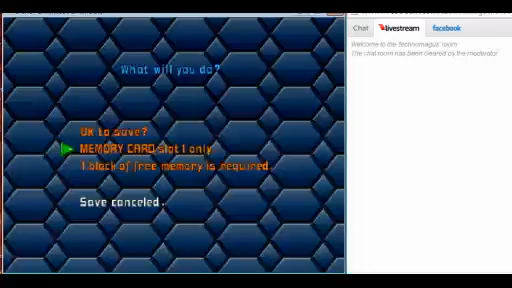 What will you do?
OK to save?
MEMORY CARD slot 1 only
1 block of free memory is required.
Save canceled.
Chat livestream facebook
Welcome to the Technomagus room
The chat room has been cleared by the moderator